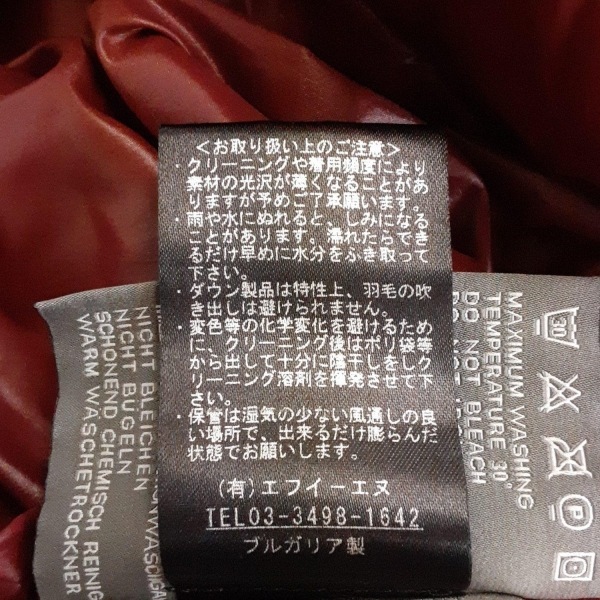 <お取り扱い上のご注意>
・クリーニングや着用頻度により
素材の光沢が薄くなることがあ
りますが予めご了承願います。
・雨や水にぬれると、しみになる
ことがあります。濡れたらでき
るだけ早めに水分をふき取って
下さい。
・ダウン製品は特性上、羽毛の吹
き出しは避けられません。
・変色等の化学変化を避けるため
に、クリーニング後はポリ袋等
から出して十分に陰干しをしク
リーニング溶剤を揮発させて下
さい。
・保管は湿気の少ない風通しの良
い場所で、出来るだけ膨らんだ
状態でお願いします。
(有)エフイーエヌ
TEL03-3498-1642
ブルガリア製
MAXIMUM WASHING
TEMPERATURE 30°
DO NOT BLEACH
30
NICHT BLEICHEN
NICHT BÜGELN
SCHONEND CHEMISCH REINIG
WARM WASCHETROCKNER